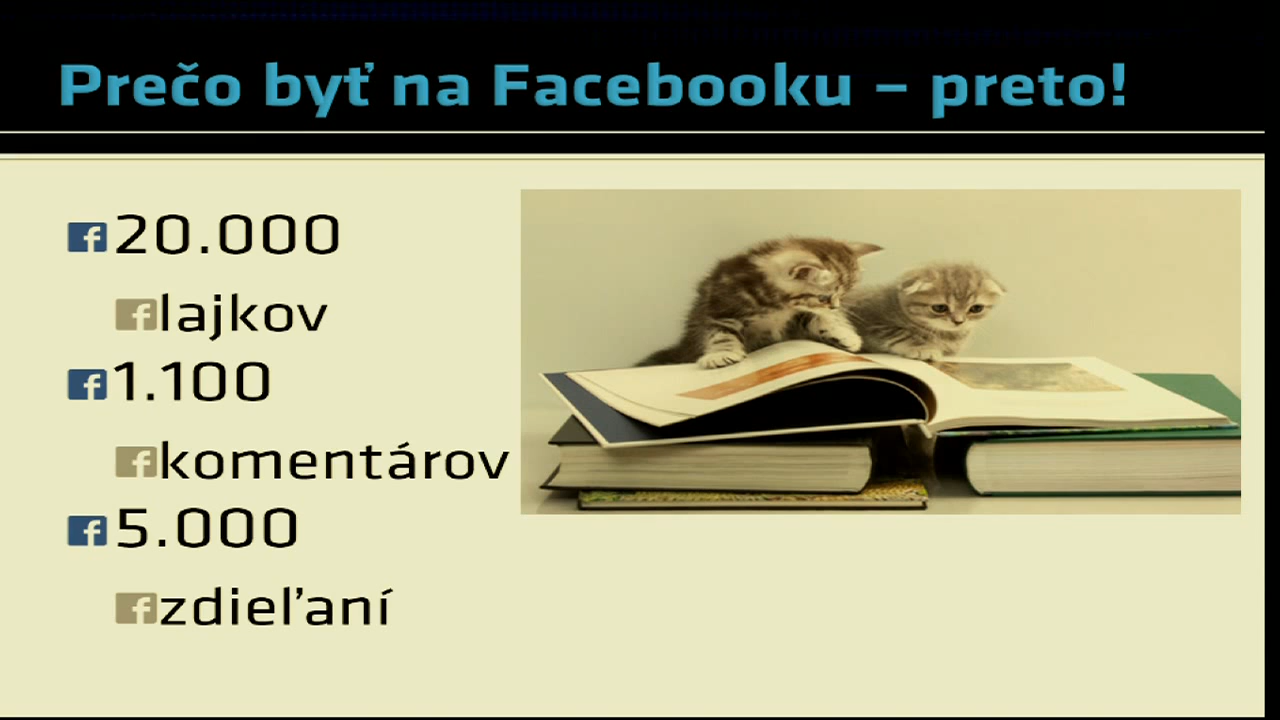 Prečo byť na Facebooku – preto!
20.000
lajkov
1.100
komentárov
5.000
zdieľaní